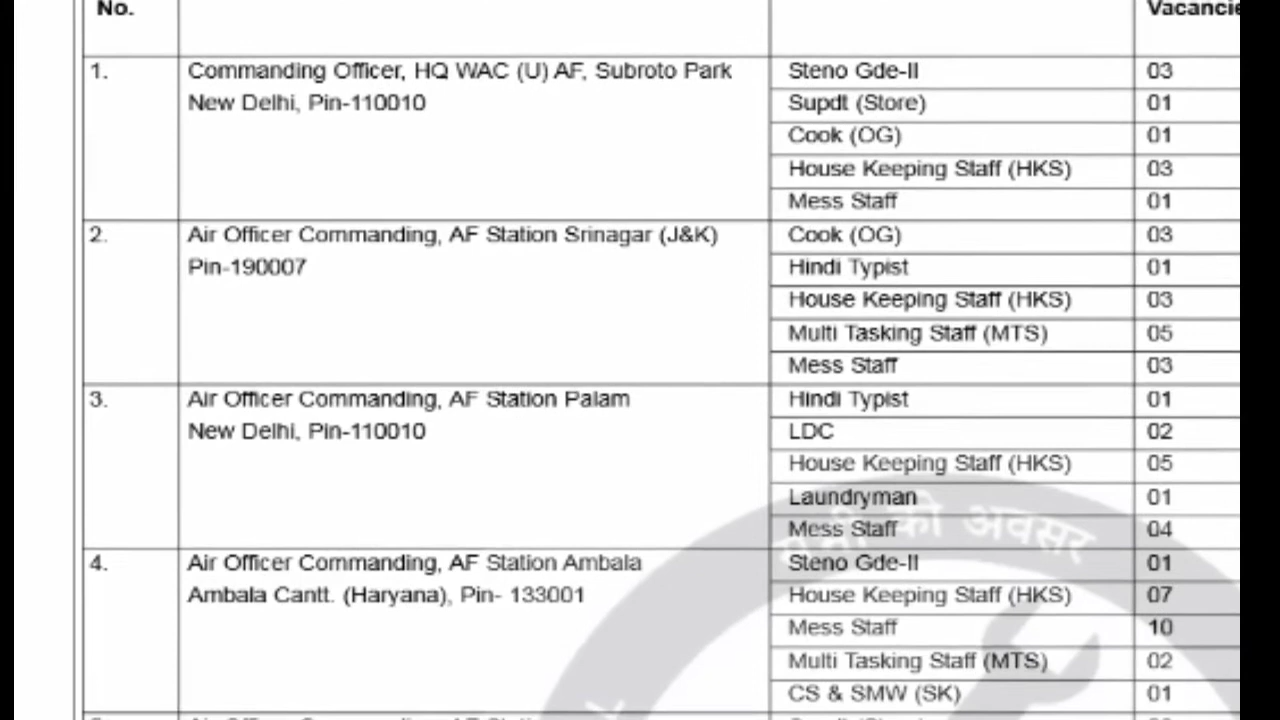 No. Vacancie
1. Commanding Officer, HQ WAC (U) AF, Subroto Park Steno Gde-II 03
New Delhi, Pin-110010 Supdt (Store) 01
Cook (OG) 01
House Keeping Staff (HKS) 03
Mess Staff 01
2. Air Officer Commanding, AF Station Srinagar (J&K) Cook (OG) 03
Pin-190007 Hindi Typist 01
House Keeping Staff (HKS) 03
Multi Tasking Staff (MTS) 05
Mess Staff 03
3. Air Officer Commanding, AF Station Palam Hindi Typist 01
New Delhi, Pin-110010 LDC 02
House Keeping Staff (HKS) 05
Laundryman 01
Mess Staff 04
की अवसर
4. Air Officer Commanding, AF Station Ambala Steno Gde-II 01
Ambala Cantt. (Haryana), Pin- 133001 House Keeping Staff (HKS) 07
Mess Staff 10
Multi Tasking Staff (MTS) 02
CS & SMW (SK) 01